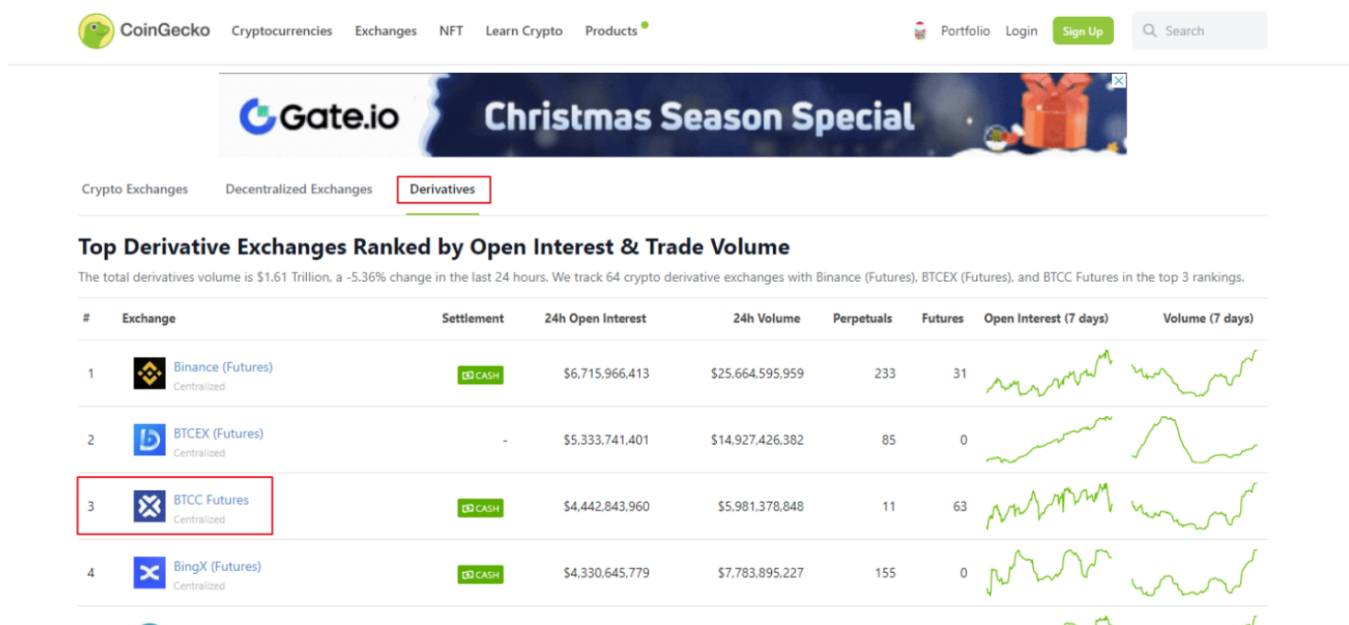 CoinGecko Cryptocurrencies Exchanges NFT Learn Crypto Products Portfolio Login Sign Up Search
Gate.io Christmas Season Special
Crypto Exchanges Decentralized Exchanges Derivatives
Top Derivative Exchanges Ranked by Open Interest & Trade Volume
The total derivatives volume is $1.61 Trillion, a -5.36% change in the last 24 hours. We track 64 crypto derivative exchanges with Binance (Futures), BTCEX (Futures), and BTCC Futures in the top 3 rankings.
# Exchange Settlement 24h Open Interest 24h Volume Perpetuals Futures Open Interest (7 days) Volume (7 days)
1 Binance (Futures) CASH $6,715,966,413 $25,664,595,959 233 31
Centralized
2 BTCEX (Futures) - $5,333,741,401 $14,927,426,382 85 0
Centralized
3 BTCC Futures CASH $4,442,843,960 $5,981,378,848 11 63
Centralized
4 BingX (Futures) CASH $4,330,645,779 $7,783,895,227 155 0
Centralized